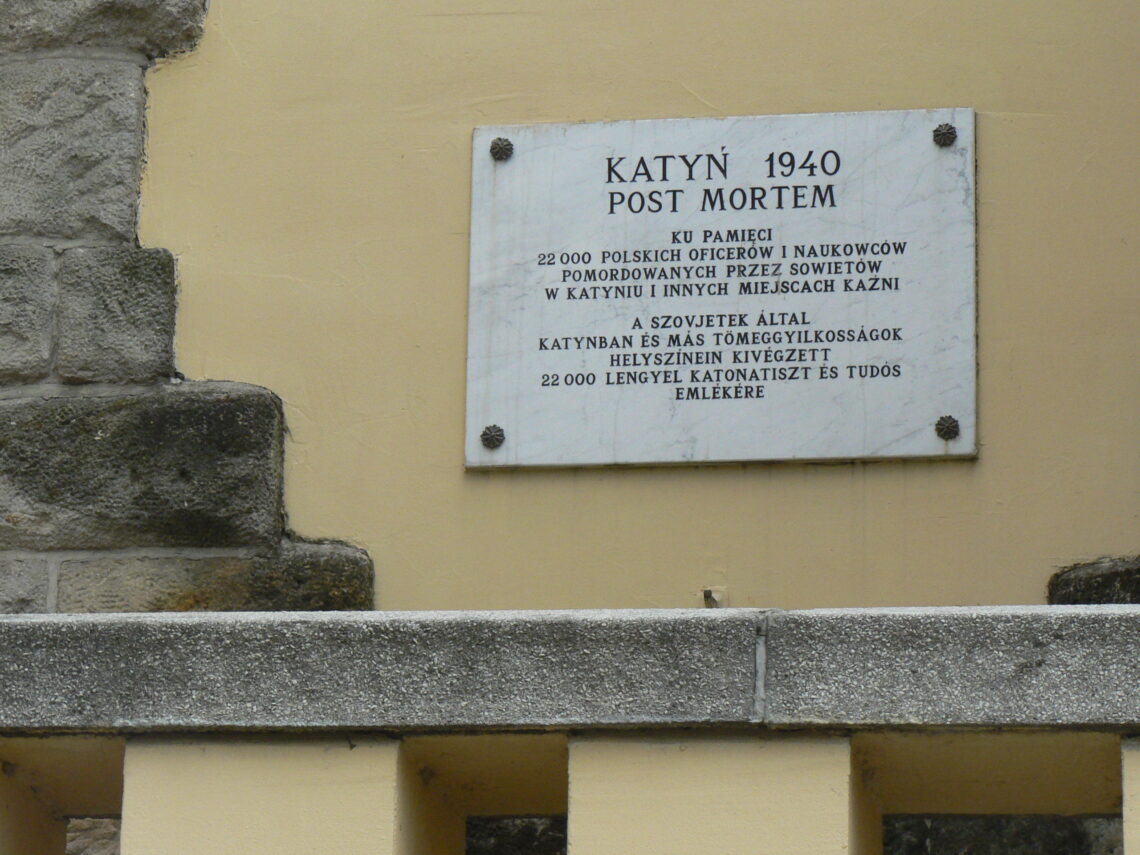 KATYŃ 1940
POST MORTEM
KU PAMIĘCI
22 000 POLSKICH OFICERÓW I NAUKOWCÓW
POMORDOWANYCH PRZEZ SOWIETÓW
W KATYNIU I INNYCH MIEJSCACH KAŹNI
A SZOVJETEK ÁLTAL
KATYNBAN ÉS MÁS TÖMEGGYILKOSSÁGOK
HELYSZÍNEIN KIVÉGZETT
22 000 LENGYEL KATONATISZT ÉS TUDÓS
EMLÉKÉRE